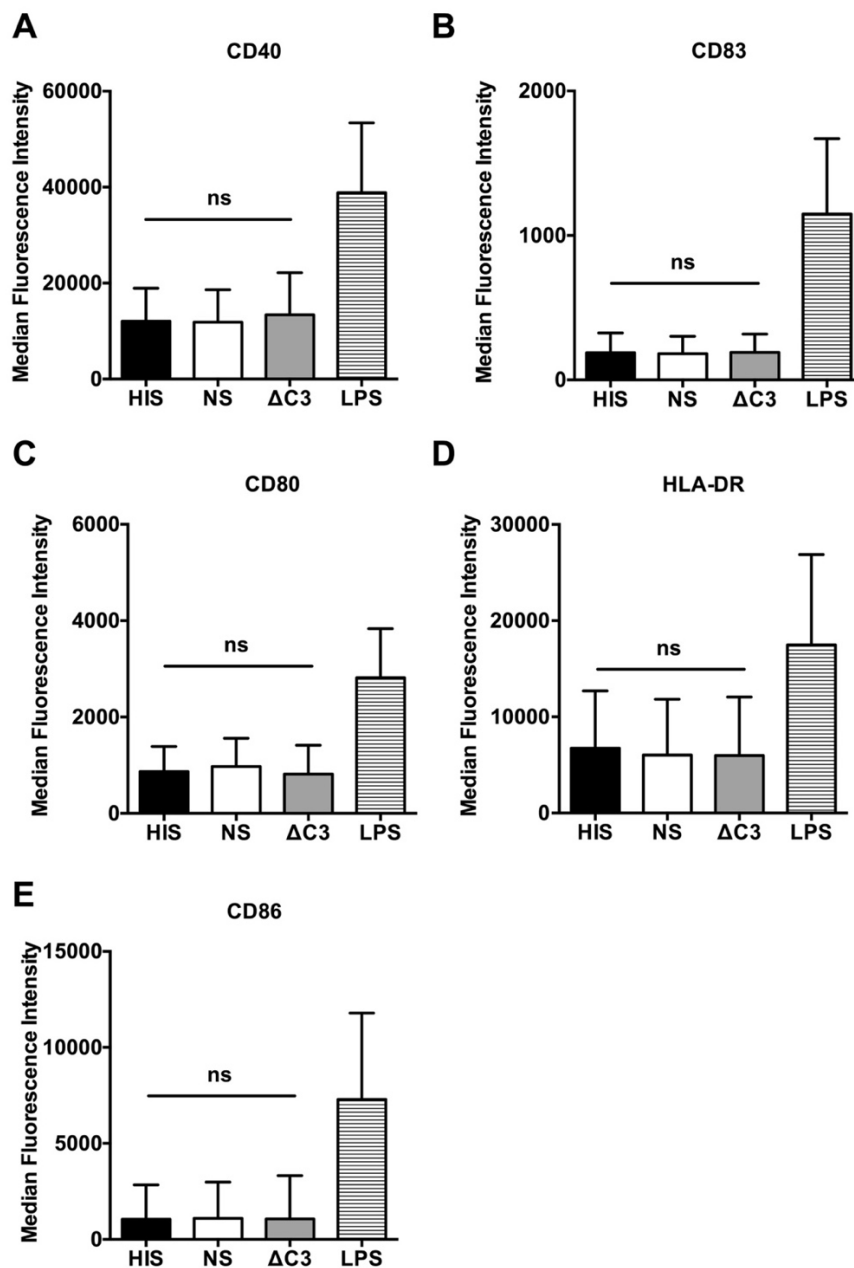 A
CD40
Median Fluorescence Intensity
60000
40000
20000
0
ns
HIS NS ΔC3 LPS
B
CD83
Median Fluorescence Intensity
2000
1000
0
ns
HIS NS ΔC3 LPS
C
CD80
Median Fluorescence Intensity
6000
4000
2000
0
ns
HIS NS ΔC3 LPS
D
HLA-DR
Median Fluorescence Intensity
30000
20000
10000
0
ns
HIS NS ΔC3 LPS
E
CD86
Median Fluorescence Intensity
15000
10000
5000
0
ns
HIS NS ΔC3 LPS